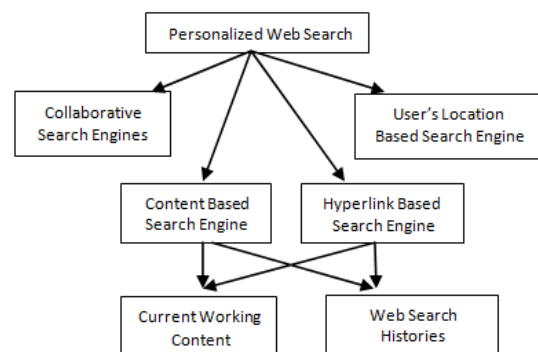 Personalized Web Search
Collaborative
Search Engines
User's Location
Based Search Engine
Content Based
Search Engine
Hyperlink Based
Search Engine
Current Working
Content
Web Search
Histories